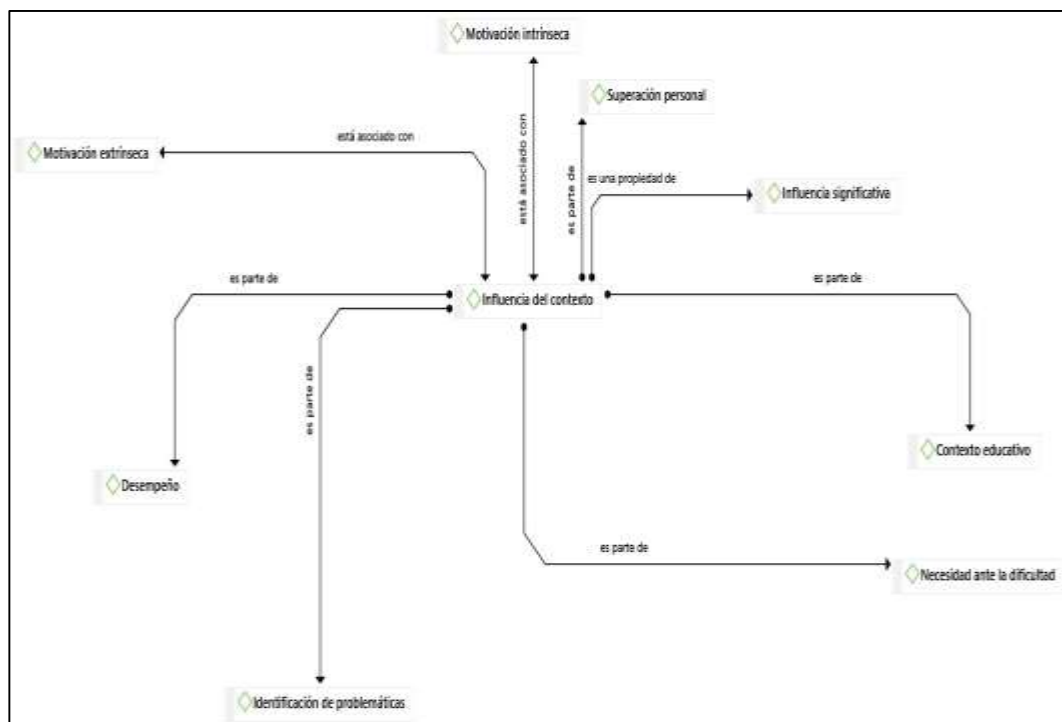 Motivación intrínseca
Superación personal
está asociado con
está asociado con
Motivación extrínseca
es parte de
es una propiedad de
Influencia significativa
es parte de
Influencia del contexto
es parte de
es parte de
Contexto educativo
Desempeño
es parte de
Necesidad ante la dificultad
Identificación de problemáticas